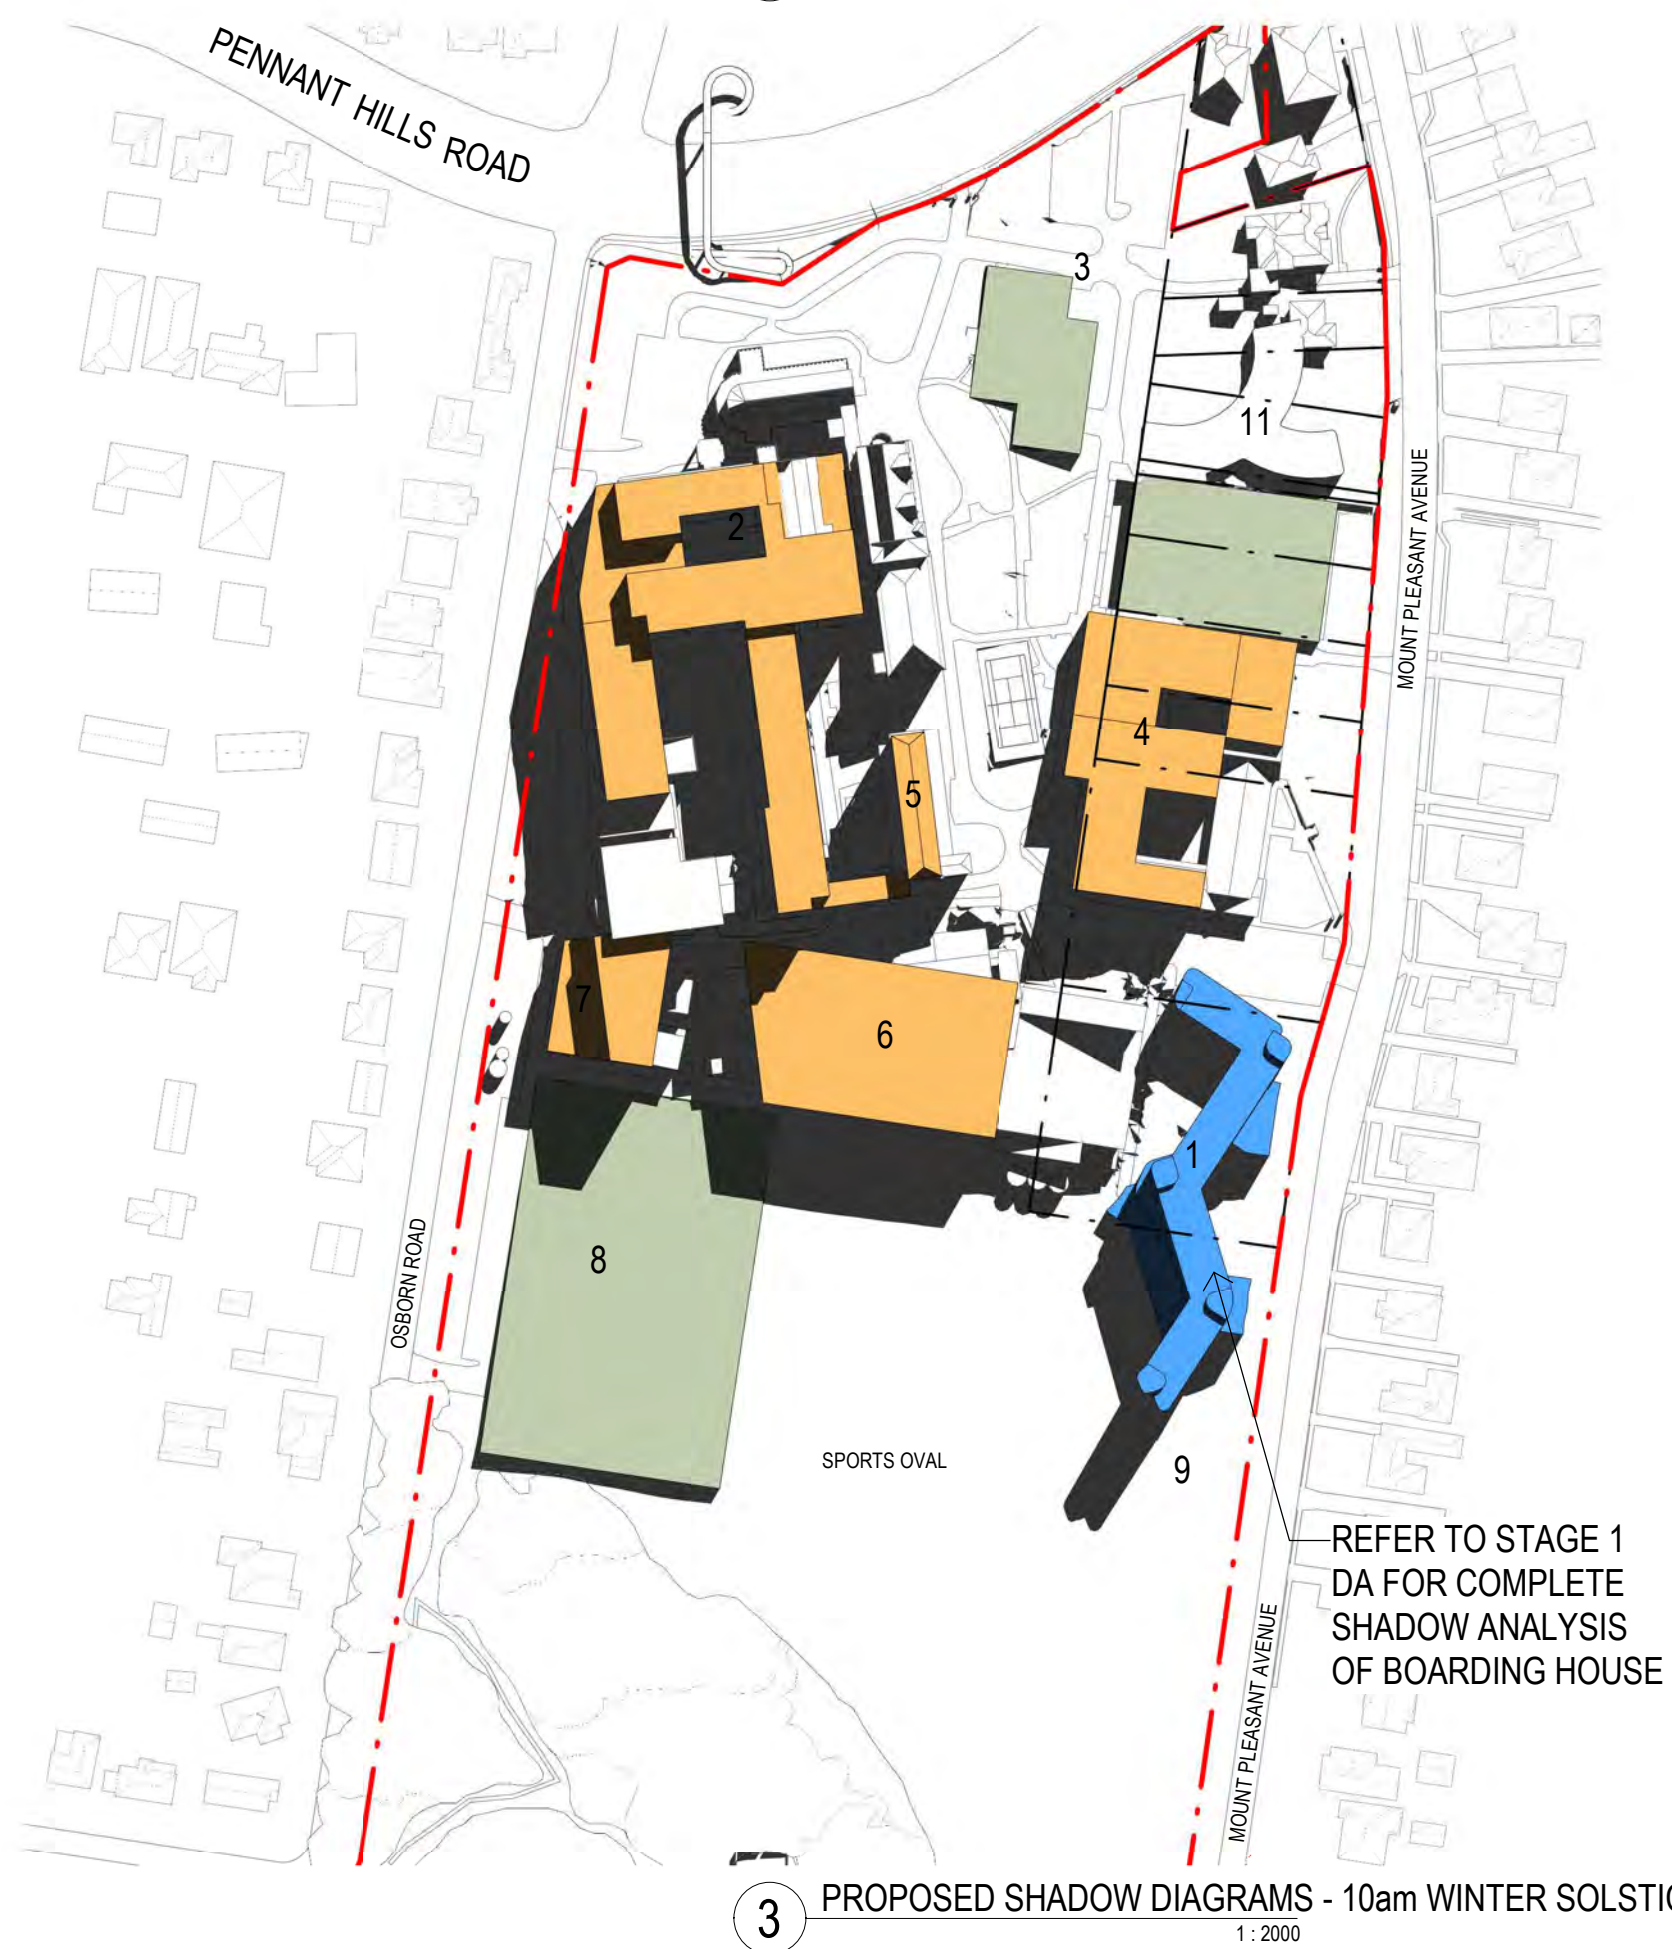 PENNANT HILLS ROAD
3
11
2
MOUNT PLEASANT AVENUE
4
5
7
6
1
8
OSBORN ROAD
SPORTS OVAL
9
REFER TO STAGE 1
DA FOR COMPLETE
SHADOW ANALYSIS
OF BOARDING HOUSE
MOUNT PLEASANT AVENUE
3
PROPOSED SHADOW DIAGRAMS - 10am WINTER SOLSTIC
1 : 2000